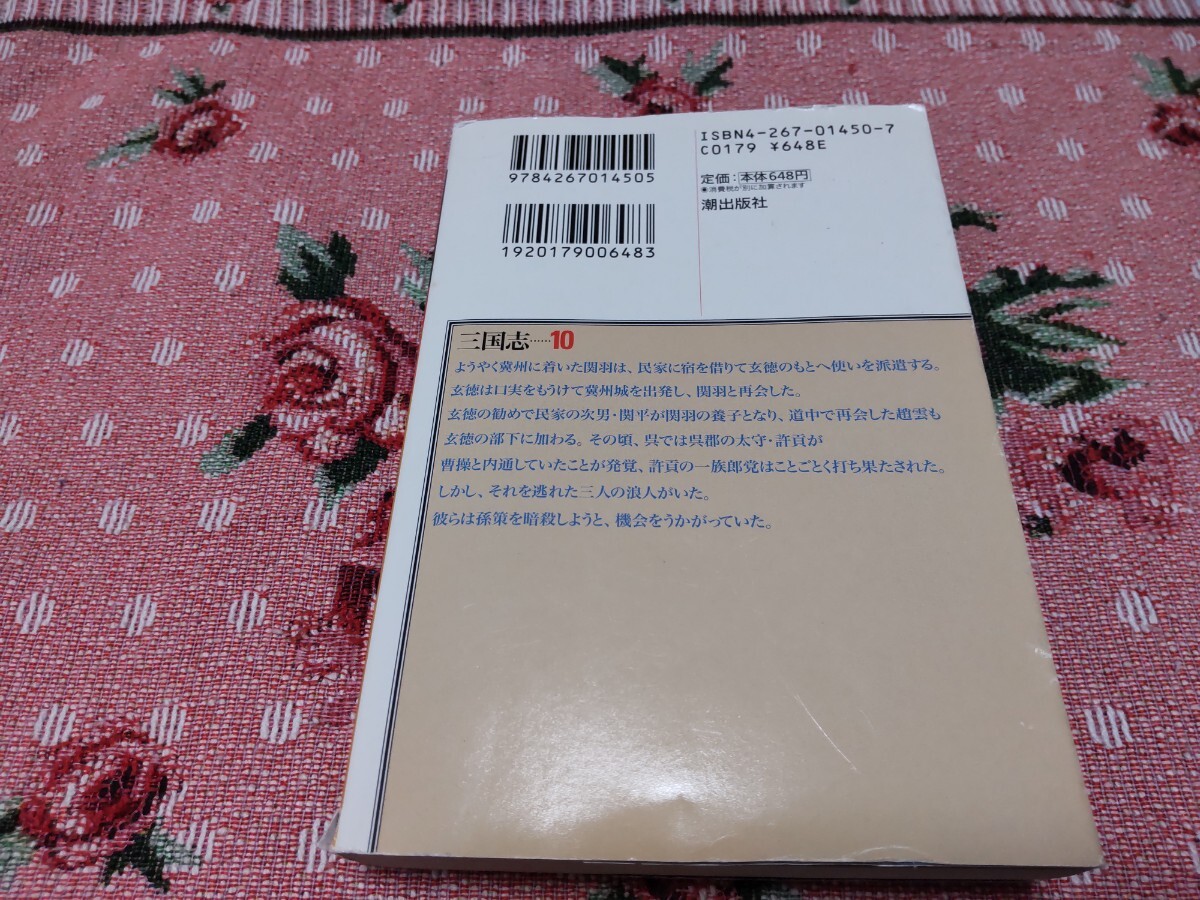 9784267014505
1920179006483
ISBN4-267-01450-7
C0179 ¥648E
定価：本体648円
●消費税が別に加算されます
潮出版社
三国志……10
ようやく冀州に着いた関羽は、民家に宿を借りて玄徳のもとへ使いを派遣する。
玄徳は口実をもうけて冀州城を出発し、関羽と再会した。
玄徳の勧めで民家の次男・関平が関羽の養子となり、道中で再会した趙雲も
玄徳の部下に加わる。その頃、呉では呉郡の太守・許貢が
曹操と内通していたことが発覚、許貢の一族郎党はことごとく打ち果たされた。
しかし、それを逃れた三人の浪人がいた。
彼らは孫策を暗殺しようと、機会をうかがっていた。